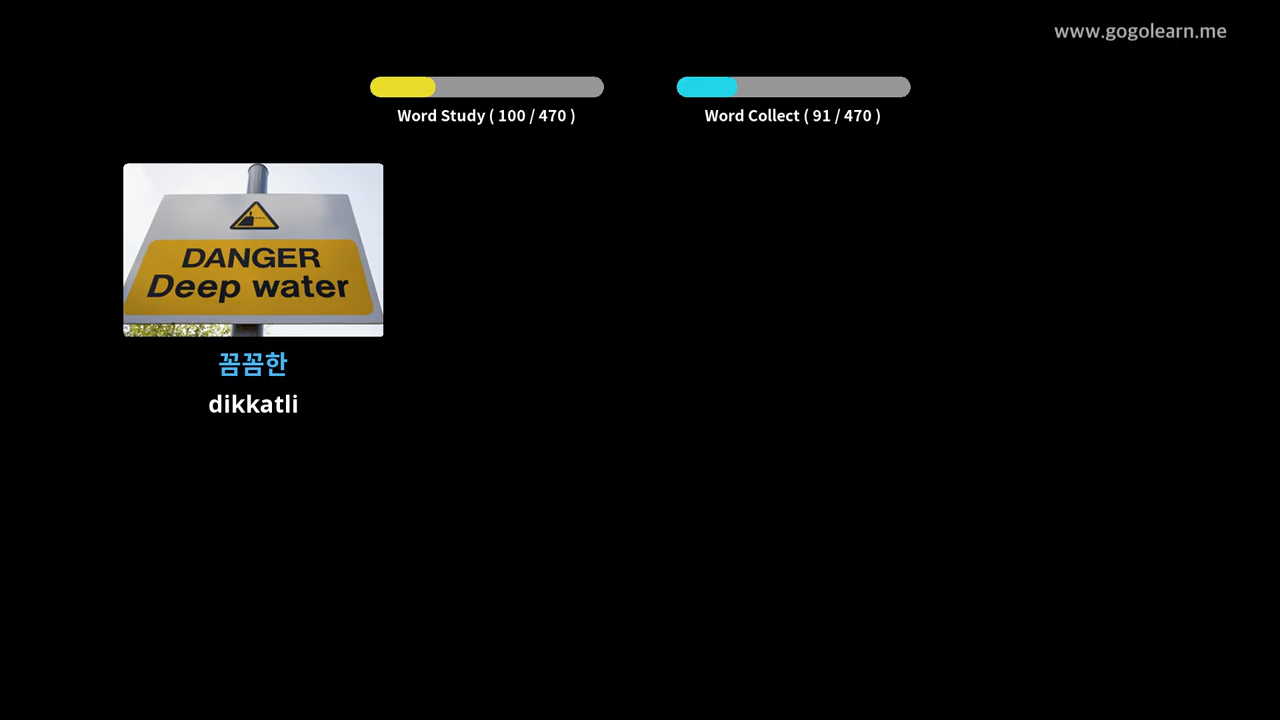 www.gogolearn.me
Word Study ( 100 / 470 )
Word Collect ( 91 / 470 )
DANGER
Deep water
꼼꼼한
dikkatli